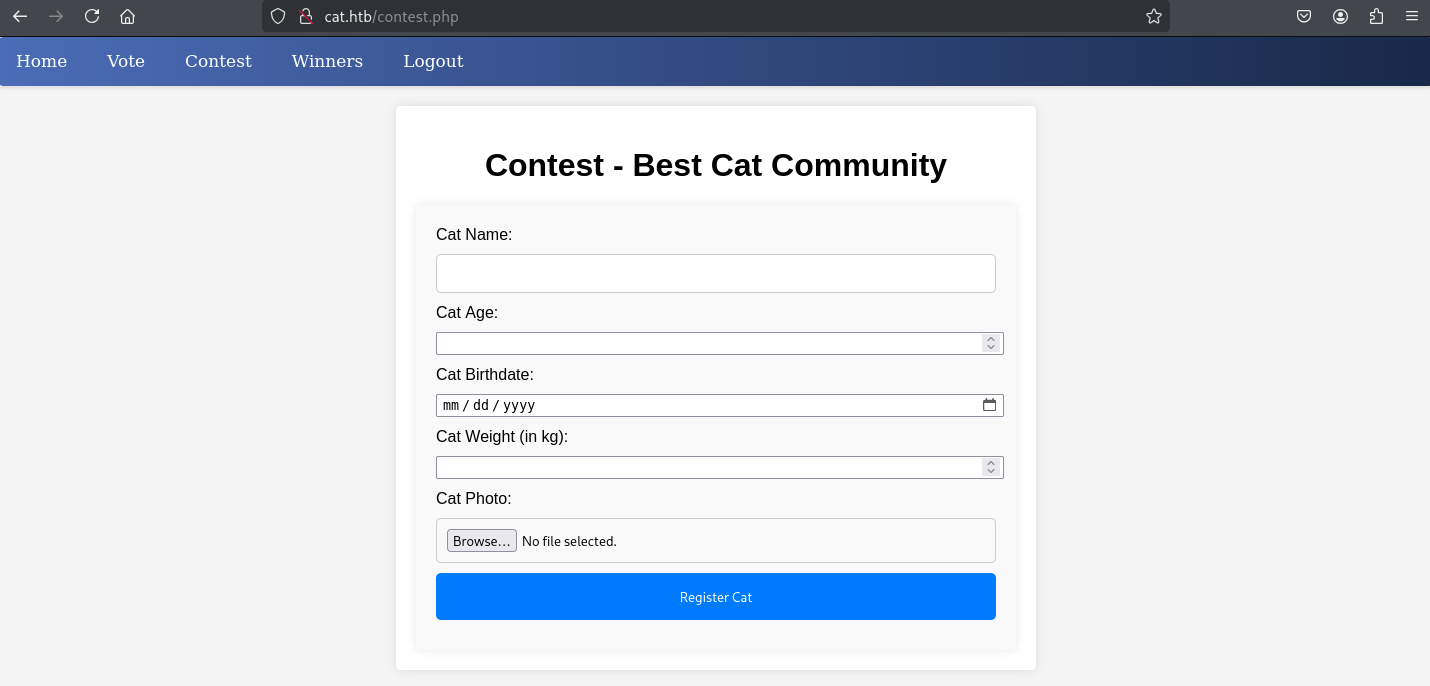 cat.htb/contest.php
Home Vote Contest Winners Logout
Contest - Best Cat Community
Cat Name:
Cat Age:
Cat Birthdate:
mm / dd / yyyy
Cat Weight (in kg):
Cat Photo:
Browse... No file selected.
Register Cat